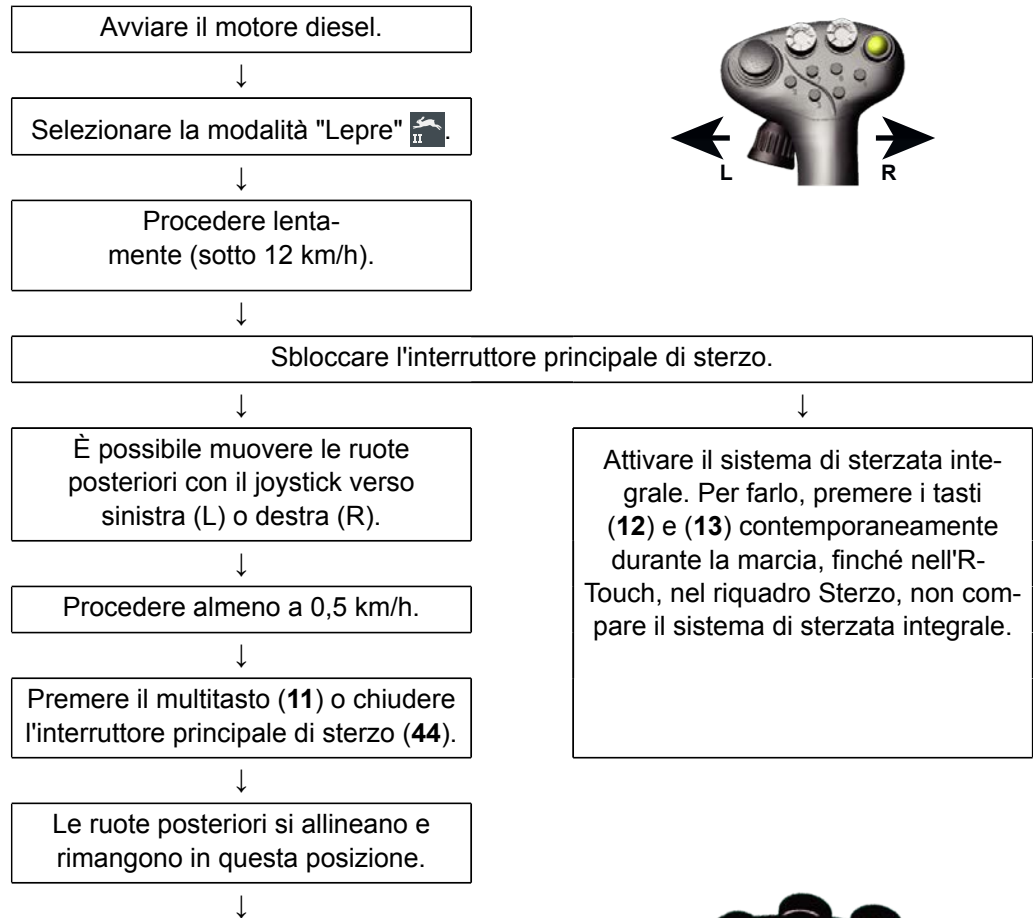 Avviare il motore diesel.
↓
L
R
Selezionare la modalità "Lepre" II.
↓
Procedere lenta-
mente (sotto 12 km/h).
↓
Sbloccare l'interruttore principale di sterzo.
↓
È possibile muovere le ruote
posteriori con il joystick verso
sinistra (L) o destra (R).
↓
Procedere almeno a 0,5 km/h.
↓
Premere il multitasto (11) o chiudere
l'interruttore principale di sterzo (44).
↓
Le ruote posteriori si allineano e
rimangono in questa posizione.
↓
↓
Attivare il sistema di sterzata inte-
grale. Per farlo, premere i tasti
(12) e (13) contemporaneamente
durante la marcia, finché nell'R-
Touch, nel riquadro Sterzo, non com-
pare il sistema di sterzata integrale.